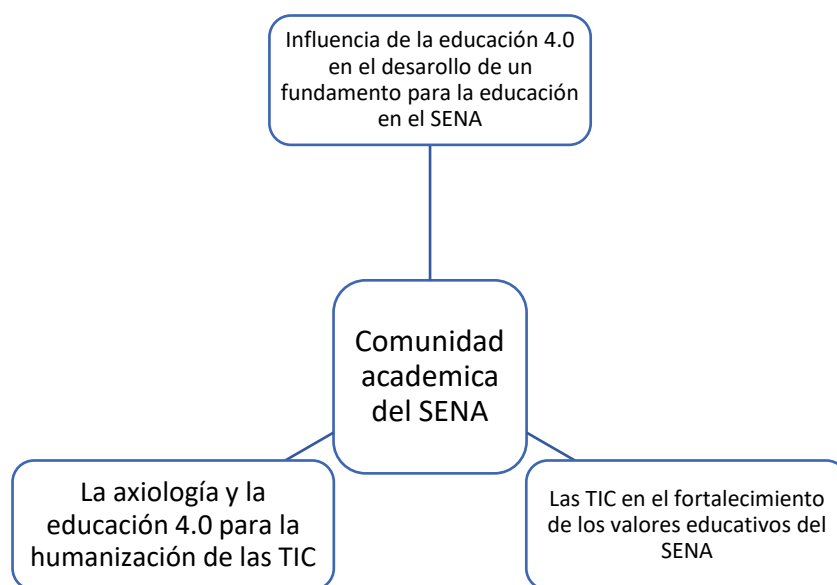 Influencia de la educación 4.0
en el desarollo de un
fundamento para la educación
en el SENA
Comunidad
academica
del SENA
La axiología y la
educación 4.0 para la
humanización de las TIC
Las TIC en el fortalecimiento
de los valores educativos del
SENA